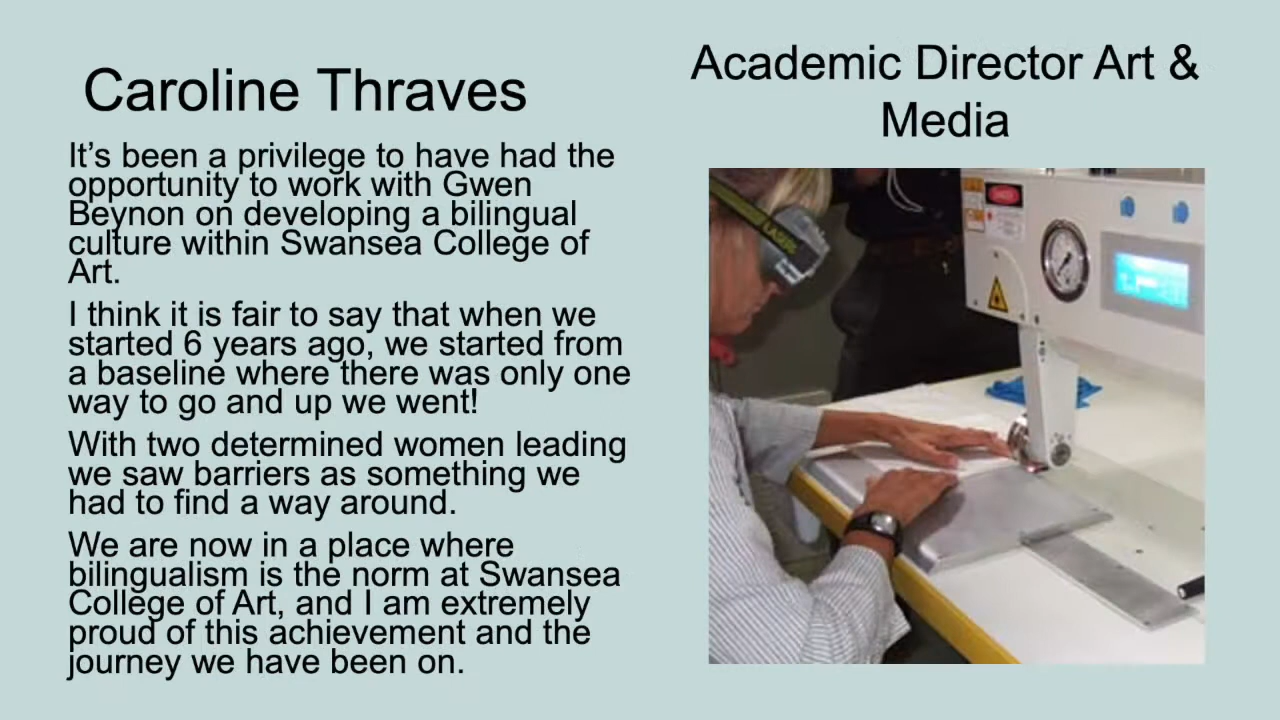 Caroline Thraves
It's been a privilege to have had the
opportunity to work with Gwen
Beynon on developing a bilingual
culture within Swansea College of
Art.
I think it is fair to say that when we
started 6 years ago, we started from
a baseline where there was only one
way to go and up we went!
With two determined women leading
we saw barriers as something we
had to find a way around.
We are now in a place where
bilingualism is the norm at Swansea
College of Art, and I am extremely
proud of this achievement and the
journey we have been on.
Academic Director Art &
Media
LASER
DANGER